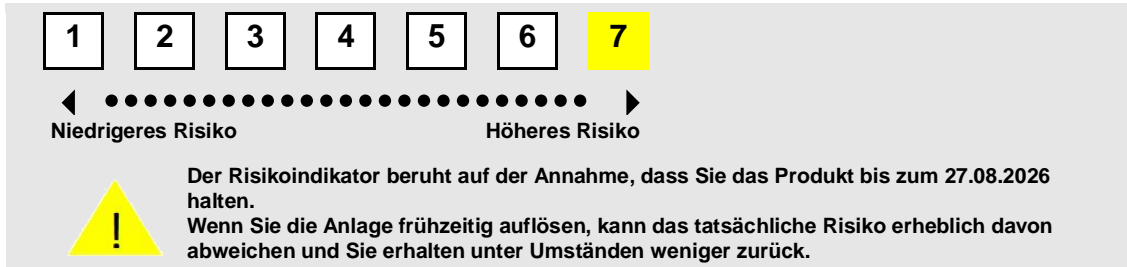 1 2 3 4 5 6 7
Niedrigeres Risiko Höheres Risiko
Der Risikoindikator beruht auf der Annahme, dass Sie das Produkt bis zum 27.08.2026
halten.
Wenn Sie die Anlage frühzeitig auflösen, kann das tatsächliche Risiko erheblich davon
abweichen und Sie erhalten unter Umständen weniger zurück.
!